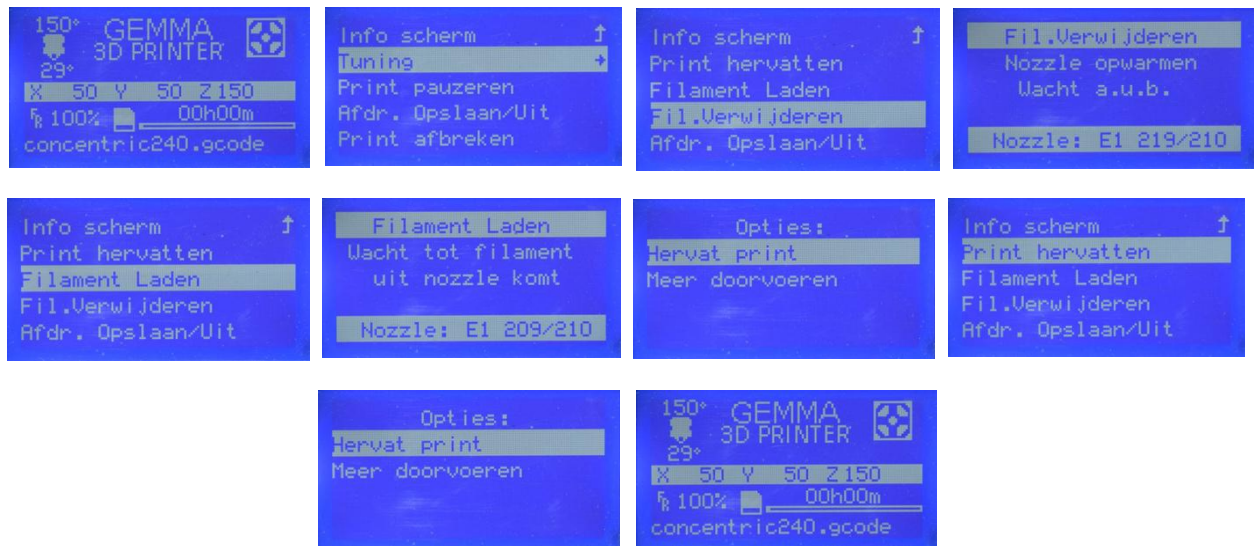 150°
GEMMA
3D PRINTER
29°
X 50 Y 50 Z150
FR 100% 00h00m
concentric240.gcode
Info scherm
Tuning
Print pauzeren
Afdr. Opslaan/Uit
Print afbreken
Info scherm
Print hervatten
Filament Laden
Fil.Verwijderen
Afdr. Opslaan/Uit
Fil.Verwijderen
Nozzle opwarmen
Wacht a.u.b.
Nozzle: E1 219/210
Info scherm
Print hervatten
Filament Laden
Fil.Verwijderen
Afdr. Opslaan/Uit
Filament Laden
Wacht tot filament
uit nozzle komt
Nozzle: E1 209/210
Opties:
Hervat print
Meer doorvoeren
Info scherm
Print hervatten
Filament Laden
Fil.Verwijderen
Afdr. Opslaan/Uit
Opties:
Hervat print
Meer doorvoeren
150°
GEMMA
3D PRINTER
29°
X 50 Y 50 Z150
FR 100% 00h00m
concentric240.gcode